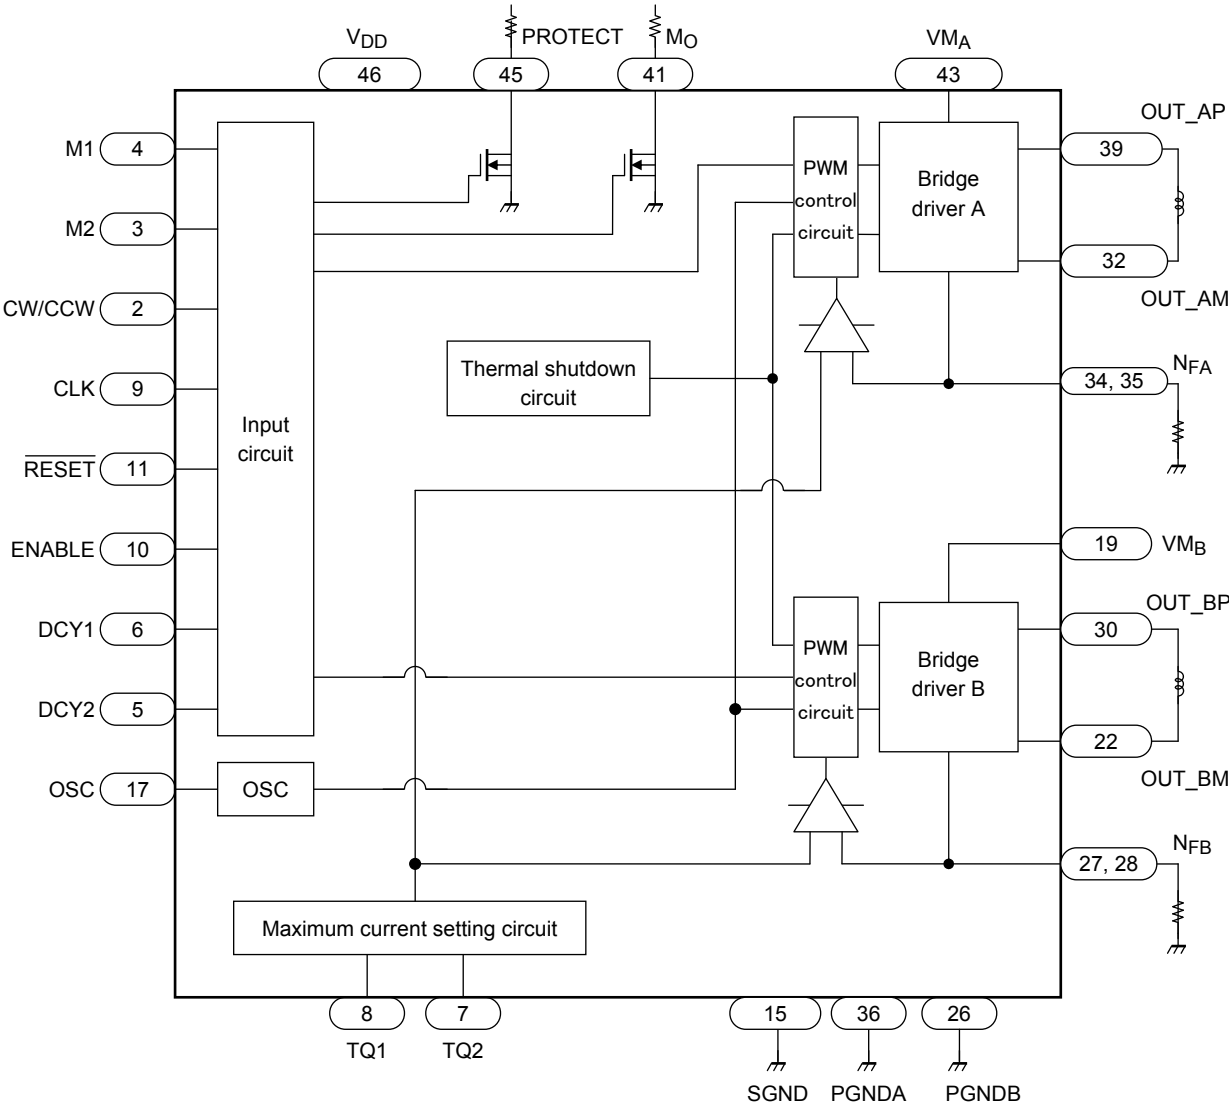 PROTECT
VDD
MO
VMA
46
45
41
43
OUT_AP
M1
4
39
PWM
control
circuit
Bridge
driver A
M2
3
32
OUT_AM
CW/CCW
2
Thermal shutdown
circuit
NFA
34, 35
CLK
9
Input
circuit
RESET
11
ENABLE
10
19
VMB
OUT_BP
DCY1
6
30
PWM
control
circuit
Bridge
driver B
DCY2
5
22
OUT_BM
OSC
17
OSC
NFB
27, 28
Maximum current setting circuit
8
7
15
36
26
TQ1
TQ2
SGND
PGNDA
PGNDB